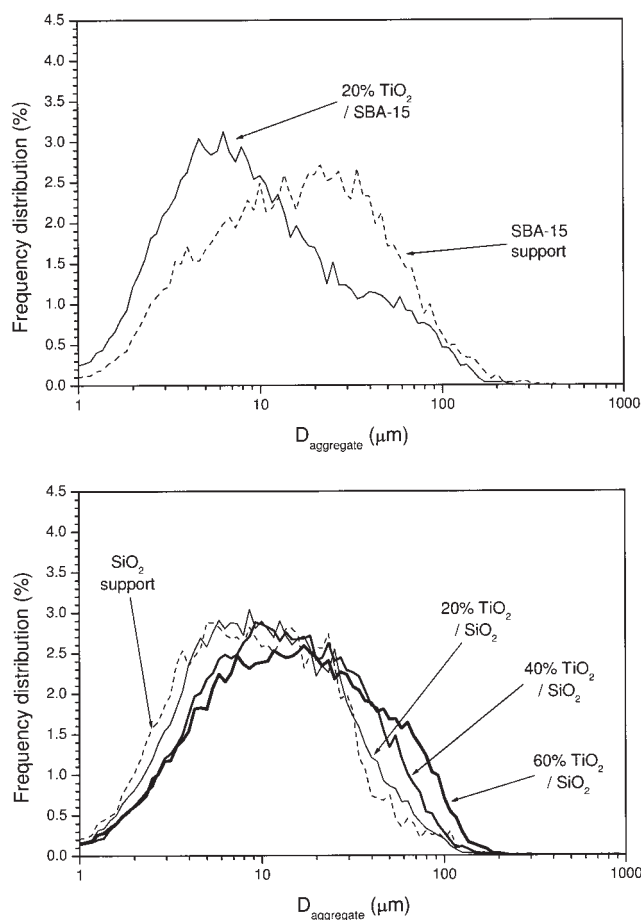 4.5
4.0
3.5
3.0
2.5
2.0
1.5
1.0
0.5
0.0
Frequency distribution (%)
20% TiO2
/ SBA-15
SBA-15
support
1
10
100
1000
Daggregate (μm)
4.5
4.0
3.5
3.0
2.5
2.0
1.5
1.0
0.5
0.0
Frequency distribution (%)
SiO2
support
20% TiO2
/ SiO2
40% TiO2
/ SiO2
60% TiO2
/ SiO2
1
10
100
1000
Daggregate (μm)